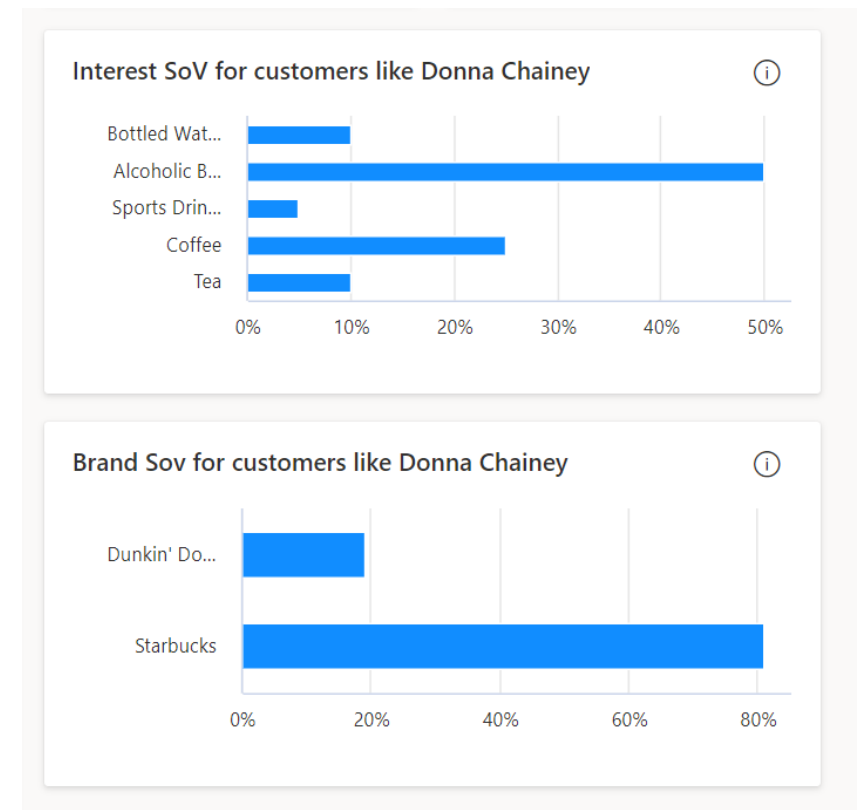 Interest SoV for customers like Donna Chainey
Bottled Wat...
Alcoholic B...
Sports Drin...
Coffee
Tea
0% 10% 20% 30% 40% 50%
Brand Sov for customers like Donna Chainey
Dunkin' Do...
Starbucks
0% 20% 40% 60% 80%